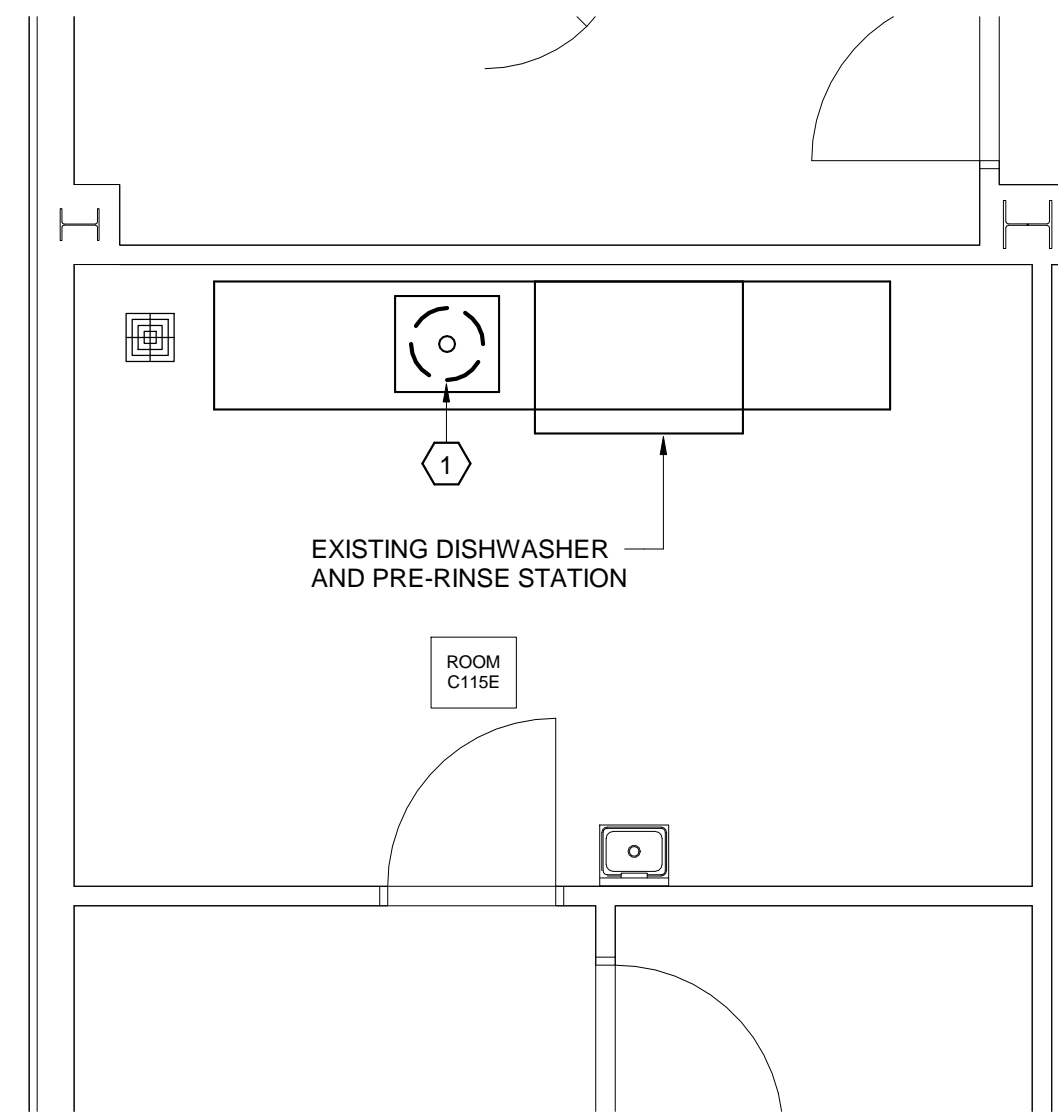 1
EXISTING DISHWASHER
AND PRE-RINSE STATION
ROOM
C115E